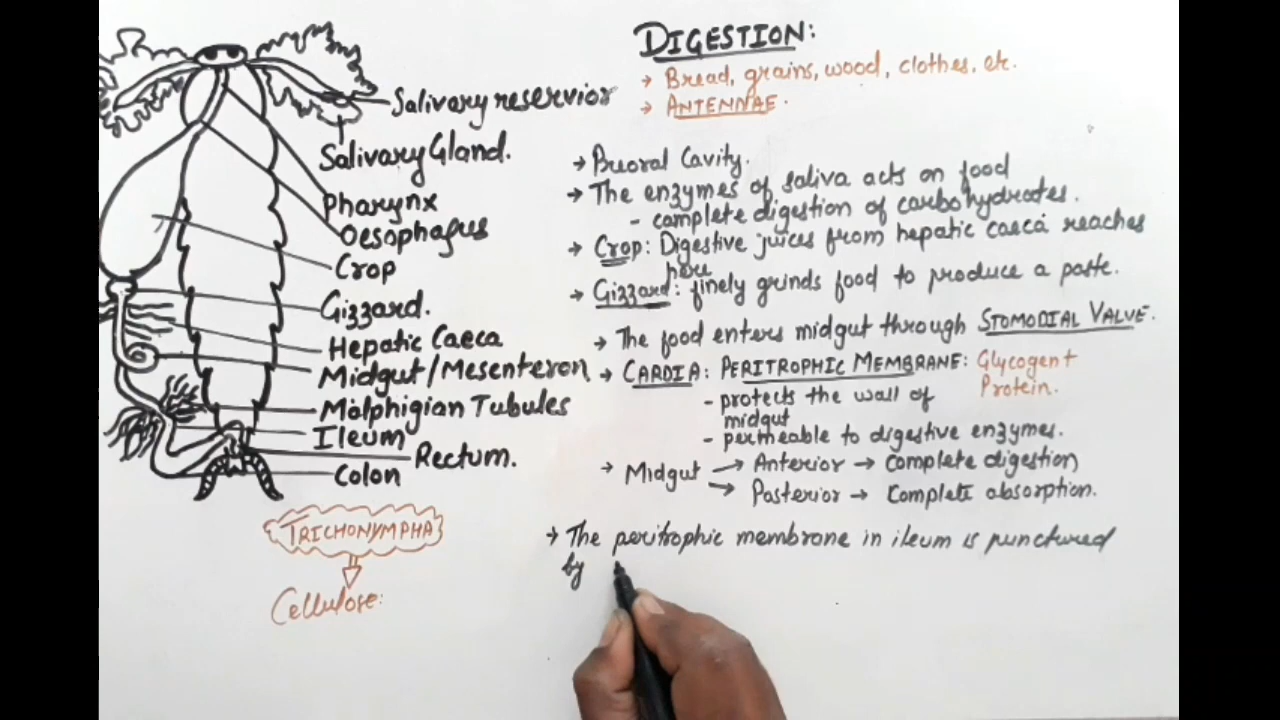 DIGESTION:
→ Bread, grains, wood, clothes, etc.
→ ANTENNAE.
Salivary reservior
Salivary Gland.
Pharynx
Oesophagus
Crop
Gizzard.
Hepatic Caeca
Midgut/Mesenteron
Malphigian Tubules
Ileum
Rectum.
Colon
TRICHONYMPHA
Cellulose:
→ Buoral Cavity.
→ The enzymes of saliva acts on food
- complete digestion of carbohydrates.
→ Crop: Digestive juices from hepatic caeca reaches
here
→ Gizzard: finely grinds food to produce a paste.
→ The food enters midgut through STOMODIAL VALVE.
→ CARDIA: PERITROPHIC MEMBRANE: Glycogen +
Protein.
- protects the wall of
midgut
- permeable to digestive enzymes.
→ Midgut → Anterior → Complete digestion
→ Posterior → Complete absorption.
→ The peritrophic membrane in ileum is punctured
by